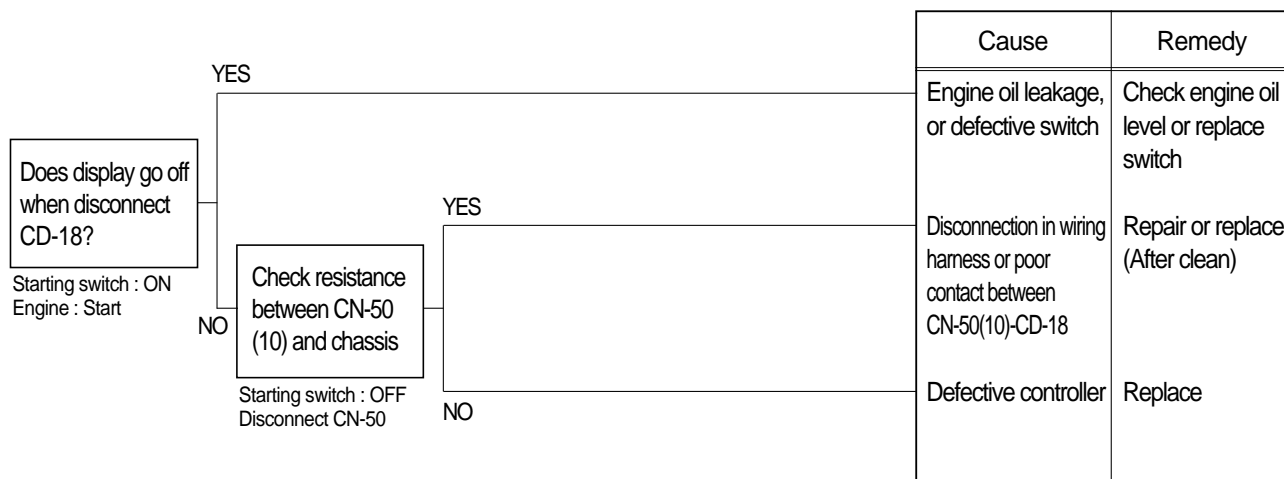 Cause
Remedy
YES
Engine oil leakage,
or defective switch
Check engine oil
level or replace
switch
Does display go off
when disconnect
CD-18?
Starting switch : ON
Engine : Start
YES
Disconnection in wiring
harness or poor
contact between
CN-50(10)-CD-18
Repair or replace
(After clean)
NO
Check resistance
between CN-50
(10) and chassis
Starting switch : OFF
Disconnect CN-50
NO
Defective controller
Replace